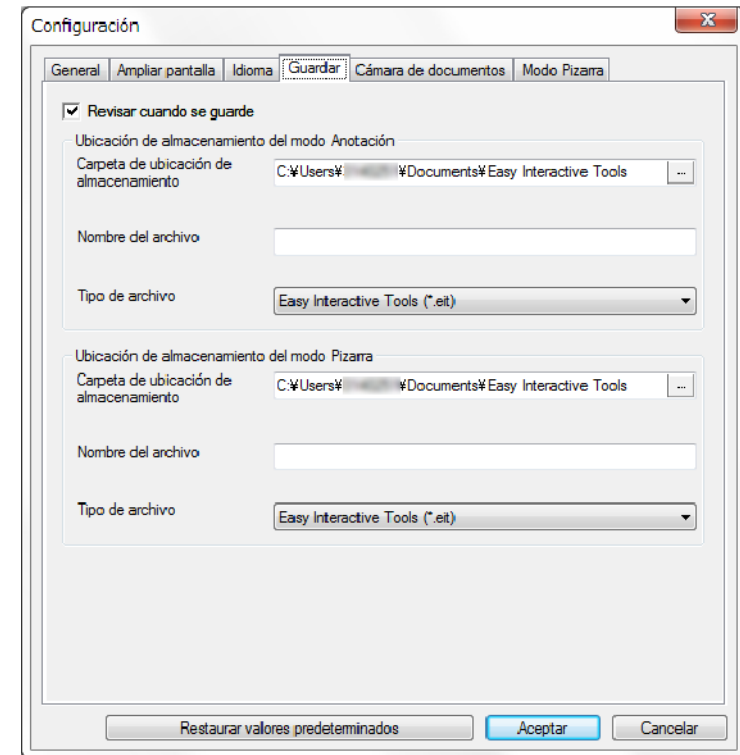 Configuración
General Ampliar pantalla Idioma Guardar Cámara de documentos Modo Pizarra
Revisar cuando se guarde
Ubicación de almacenamiento del modo Anotación
Carpeta de ubicación de
almacenamiento
C:¥Users¥ ¥Documents¥Easy Interactive Tools ...
Nombre del archivo
Tipo de archivo
Easy Interactive Tools (*.eit)
Ubicación de almacenamiento del modo Pizarra
Carpeta de ubicación de
almacenamiento
C:¥Users¥ ¥Documents¥Easy Interactive Tools ...
Nombre del archivo
Tipo de archivo
Easy Interactive Tools (*.eit)
Restaurar valores predeterminados Aceptar Cancelar